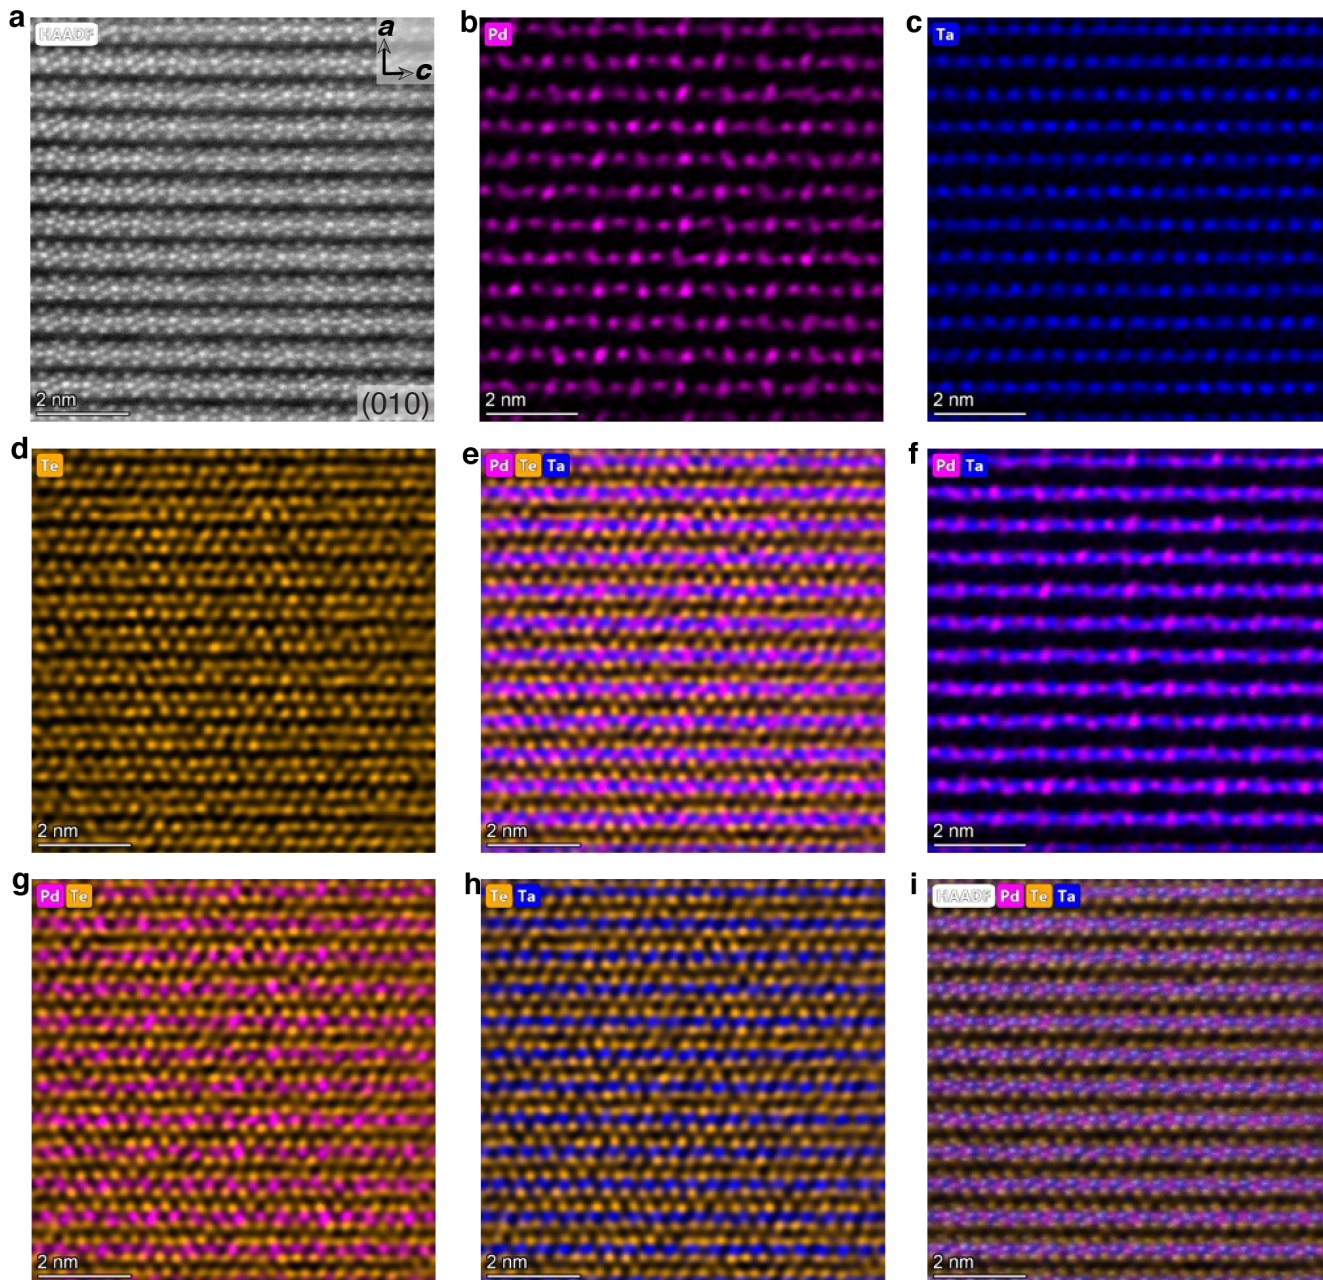 a
HAADF
a
c
2 nm
(010)
b
Pd
2 nm
c
Ta
2 nm
d
Te
2 nm
e
Pd Te Ta
2 nm
f
Pd Ta
2 nm
g
Pd Te
2 nm
h
Te Ta
2 nm
i
HAADF Pd Te Ta
2 nm